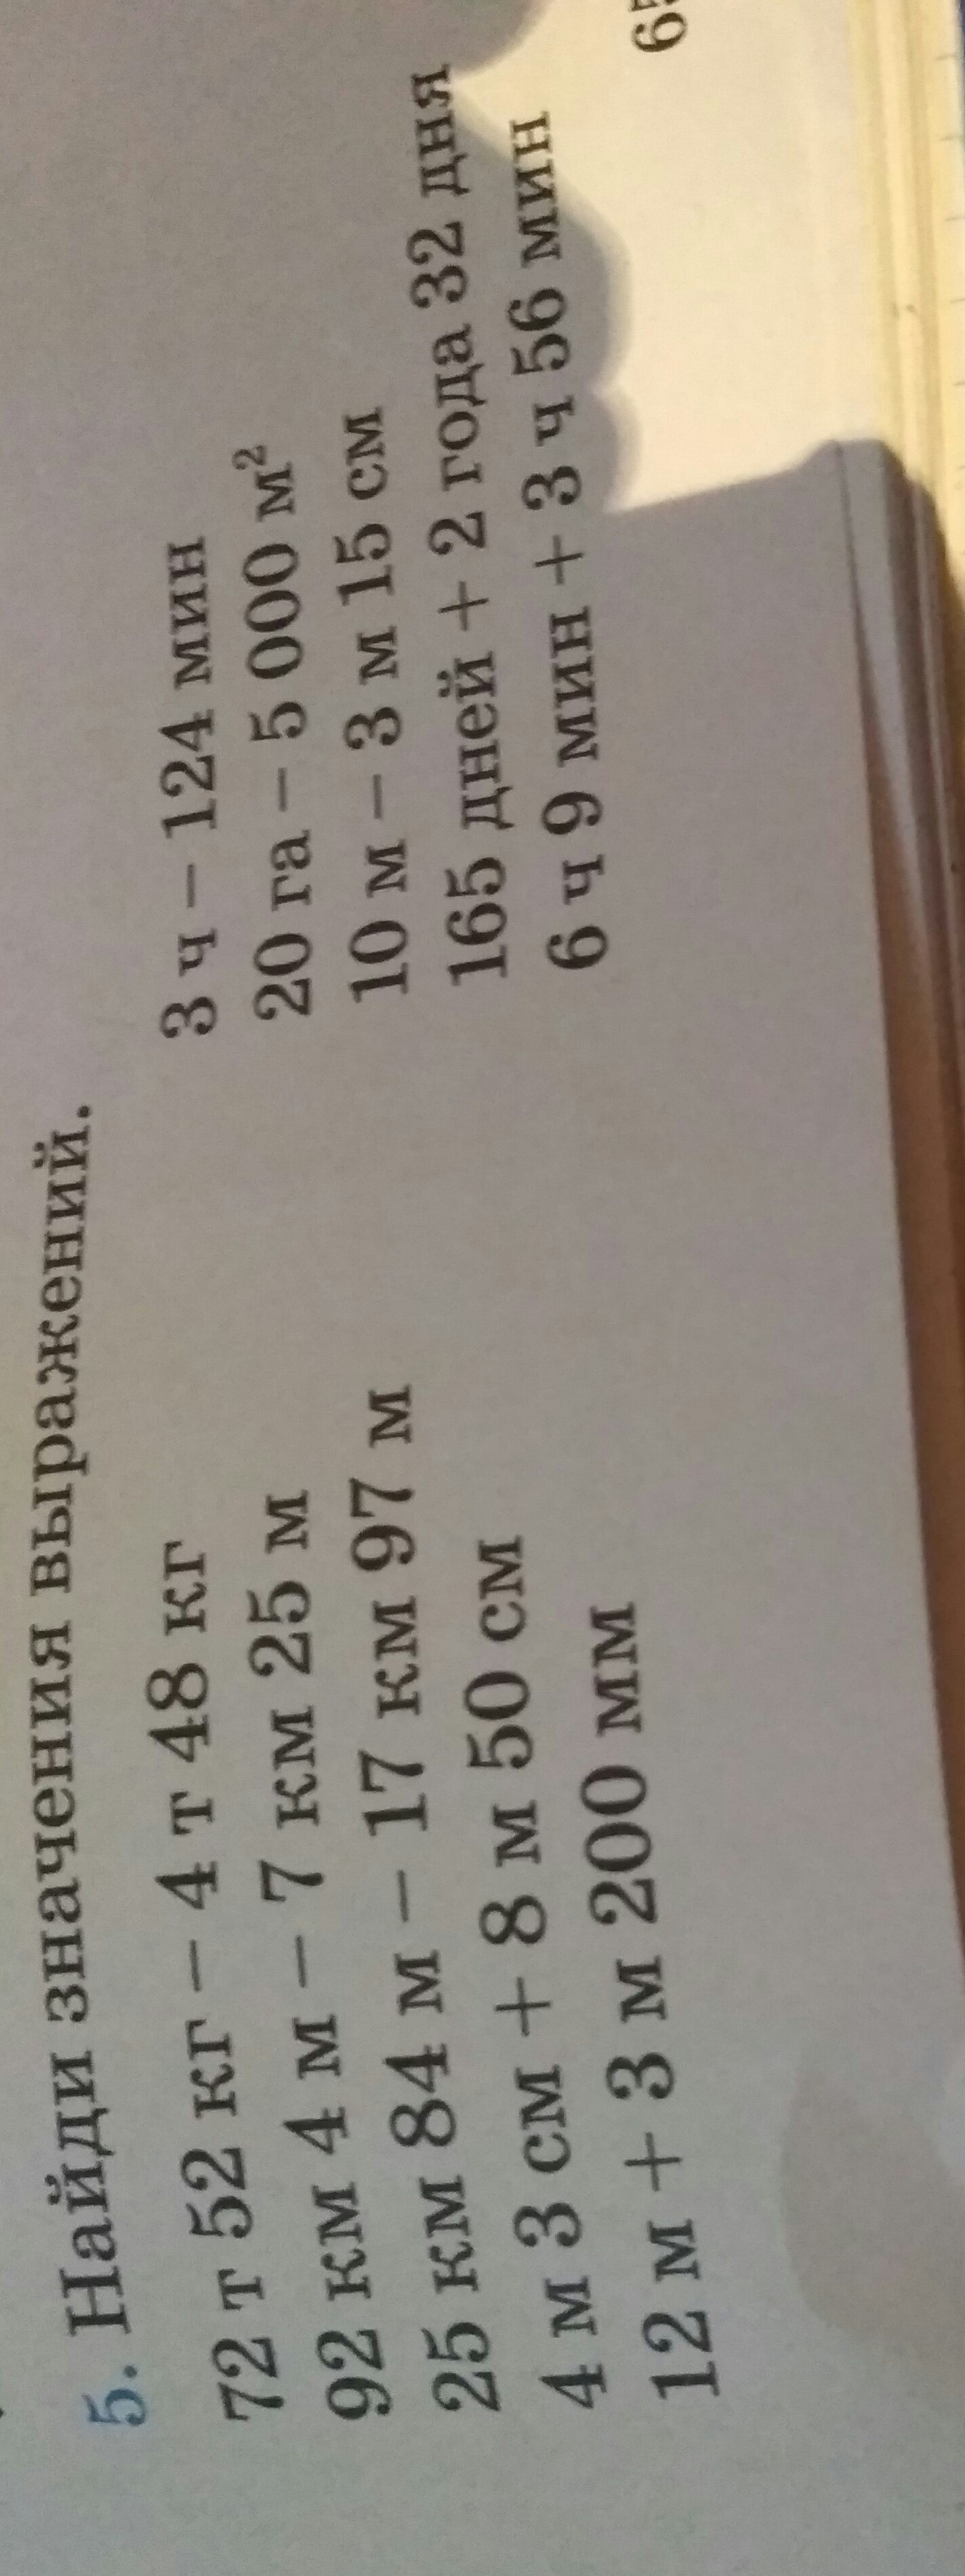 5. Найди значения выражений.
72 т 52 кг – 4 т 48 кг
92 км 4 м – 7 км 25 м
25 км 84 м – 17 км 97 м
4 м 3 см + 8 м 50 см
12 м + 3 м 200 мм
3 ч – 124 мин
20 га – 5 000 м²
10 м – 3 м 15 см
165 дней + 2 года 32 дня
6 ч 9 мин + 3 ч 56 мин